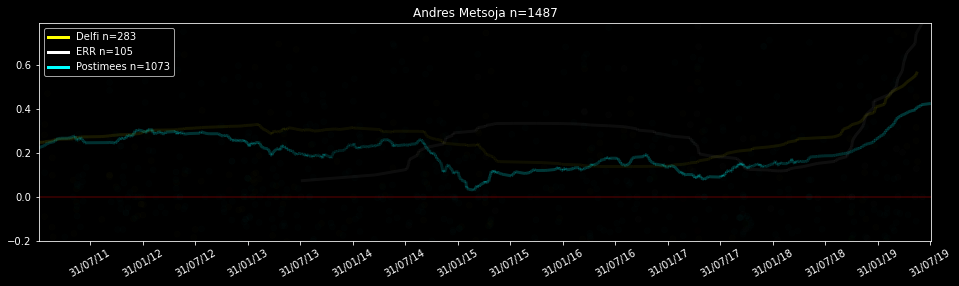 Andres Metsoja n=1487
Delfi n=283
ERR n=105
Postimees n=1073
0.6
0.4
0.2
0.0
−0.2
31/07/11 31/01/12 31/07/12 31/01/13 31/07/13 31/01/14 31/07/14 31/01/15 31/07/15 31/01/16 31/07/16 31/01/17 31/07/17 31/01/18 31/07/18 31/01/19 31/07/19